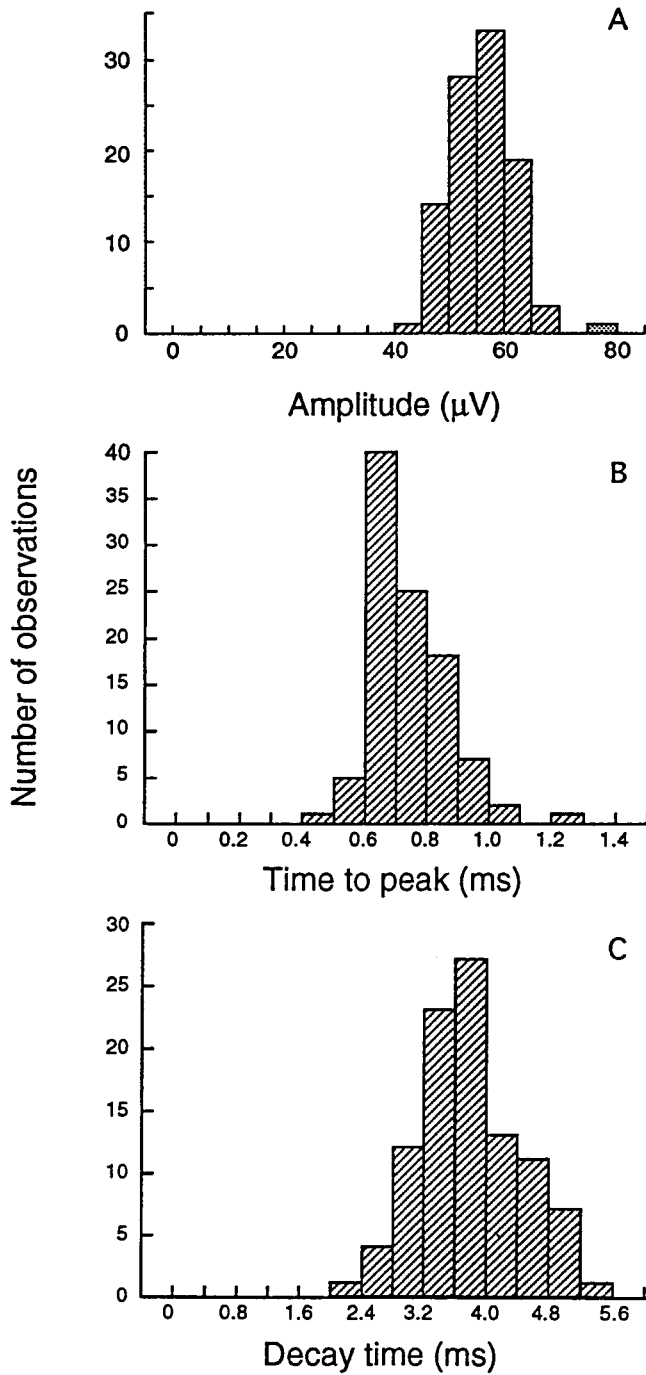 A
30
20
10
0
0 20 40 60 80
Amplitude (μV)
Number of observations
B
40
35
30
25
20
15
10
5
0
0 0.2 0.4 0.6 0.8 1.0 1.2 1.4
Time to peak (ms)
C
30
25
20
15
10
5
0
0 0.8 1.6 2.4 3.2 4.0 4.8 5.6
Decay time (ms)